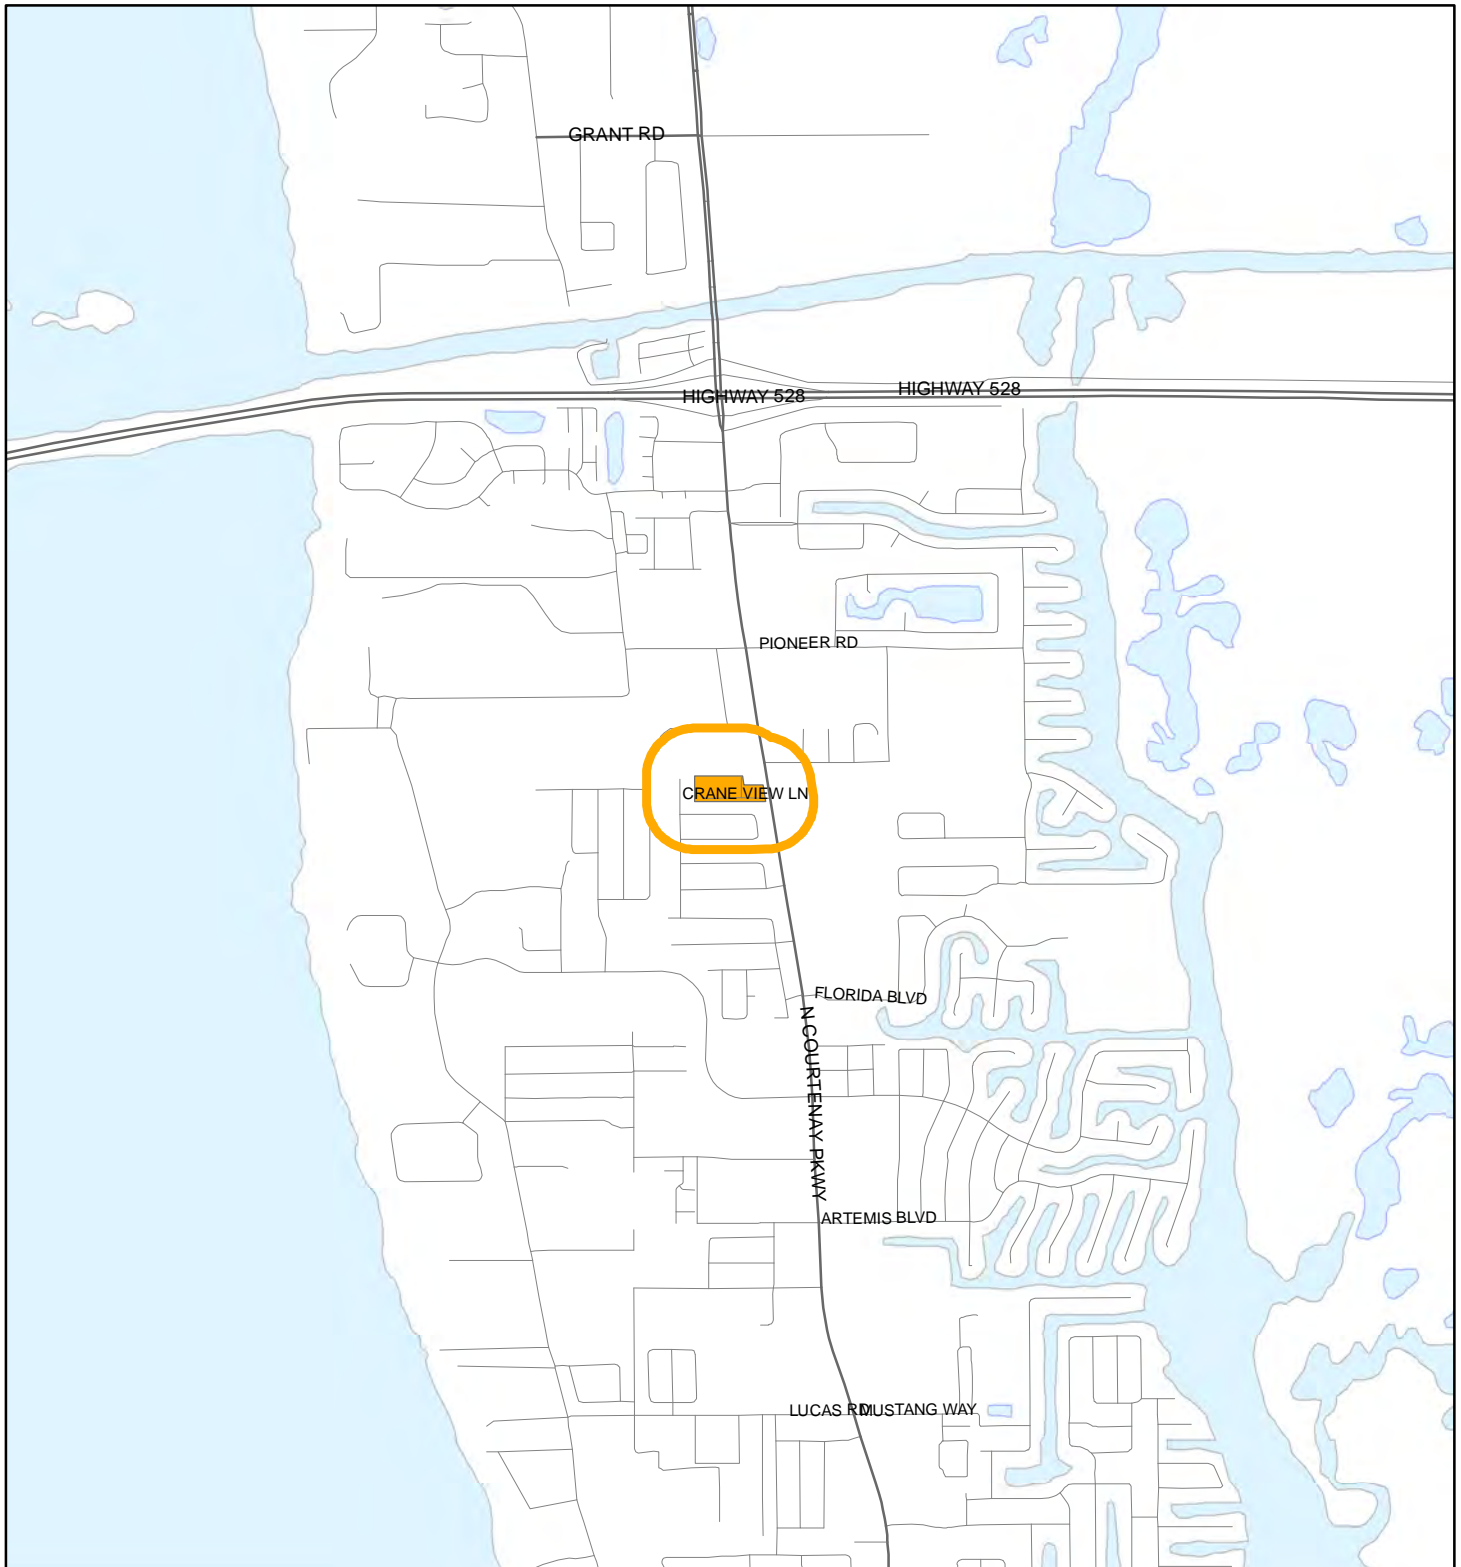 GRANT RD
HIGHWAY 528
HIGHWAY 528
PIONEER RD
CRANE VIEW LN
FLORIDA BLVD
N COURTENAY PKWY
ARTEMIS BLVD
LUCAS RD
MUSTANG WAY